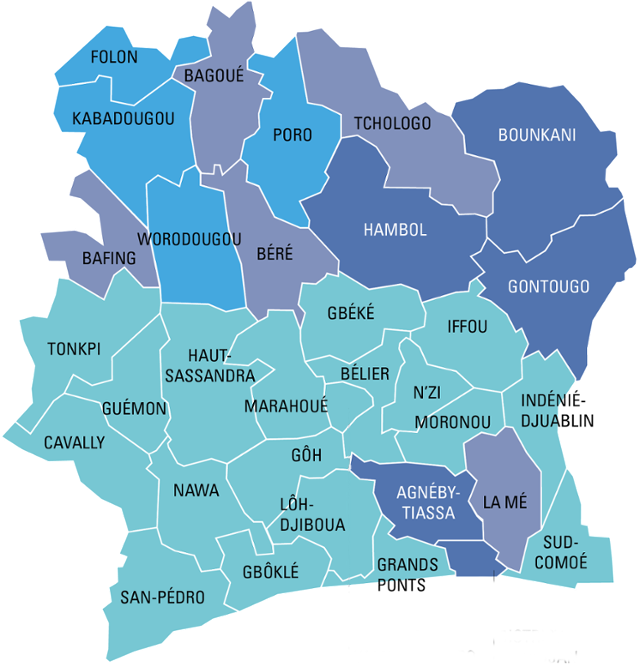 FOLON
BAGOUÉ
KABADOUGOU
PORO
TCHOLOGO
BOUNKANI
HAMBOL
WORODOUGOU
BAFING
BÉRÉ
GONTOUGO
GBÉKÉ
IFFOU
TONKPI
HAUT-
SASSANDRA
BÉLIER
N'ZI
INDÉNIÉ-
DJUABLIN
GUÉMON
MARAHOUÉ
MORONOU
CAVALLY
GÔH
NAWA
AGNÉBY-
TIASSA
LA MÉ
LÔH-
DJIBOUA
SUD-
COMOÉ
GBÔKLÉ
GRANDS
PONTS
SAN-PÉDRO